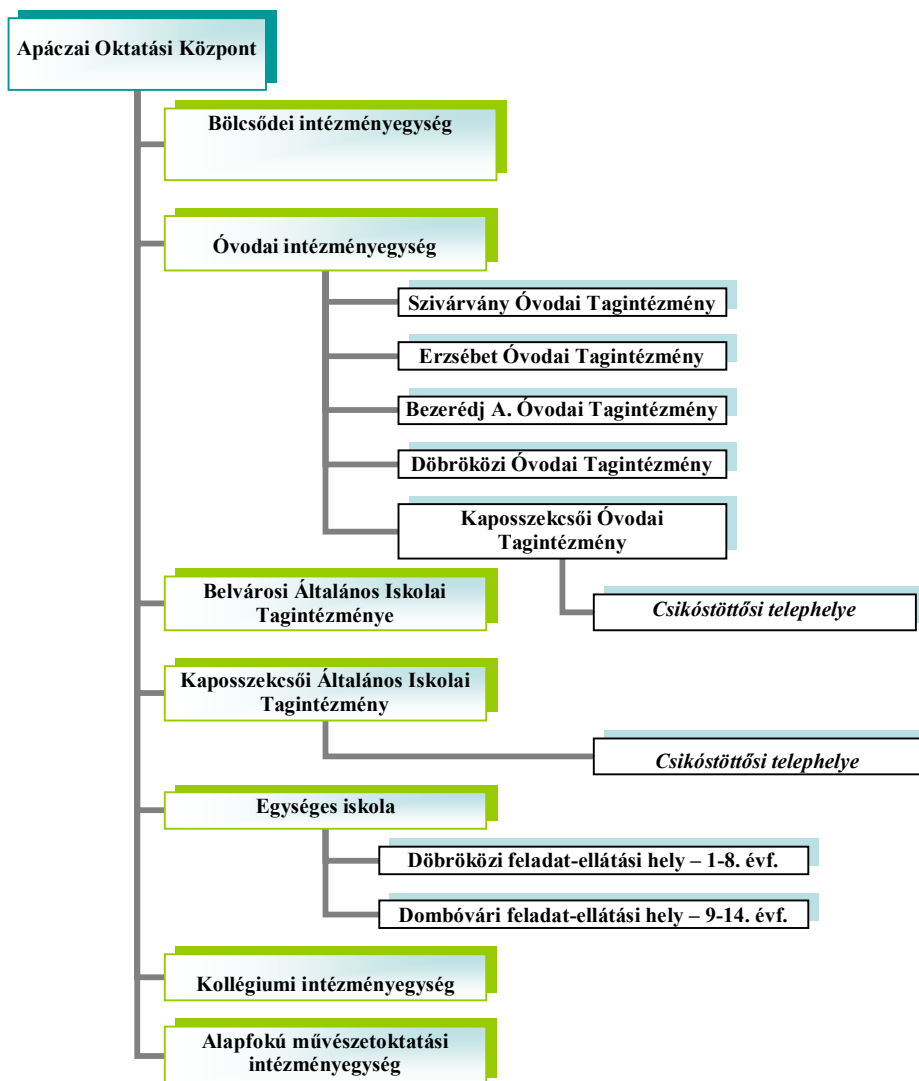 Apáczai Oktatási Központ
Bölcsődei intézményegység
Óvodai intézményegység
Szivárvány Óvodai Tagintézmény
Erzsébet Óvodai Tagintézmény
Bezerédj A. Óvodai Tagintézmény
Döbröközi Óvodai Tagintézmény
Kaposszekcsői Óvodai
Tagintézmény
Belvárosi Általános Iskolai
Tagintézménye
Csikóstöttősi telephelye
Kaposszekcsői Általános Iskolai
Tagintézmény
Csikóstöttősi telephelye
Egységes iskola
Döbröközi feladat-ellátási hely – 1-8. évf.
Dombóvári feladat-ellátási hely – 9-14. évf.
Kollégiumi intézményegység
Alapfokú művészetoktatási
intézményegység